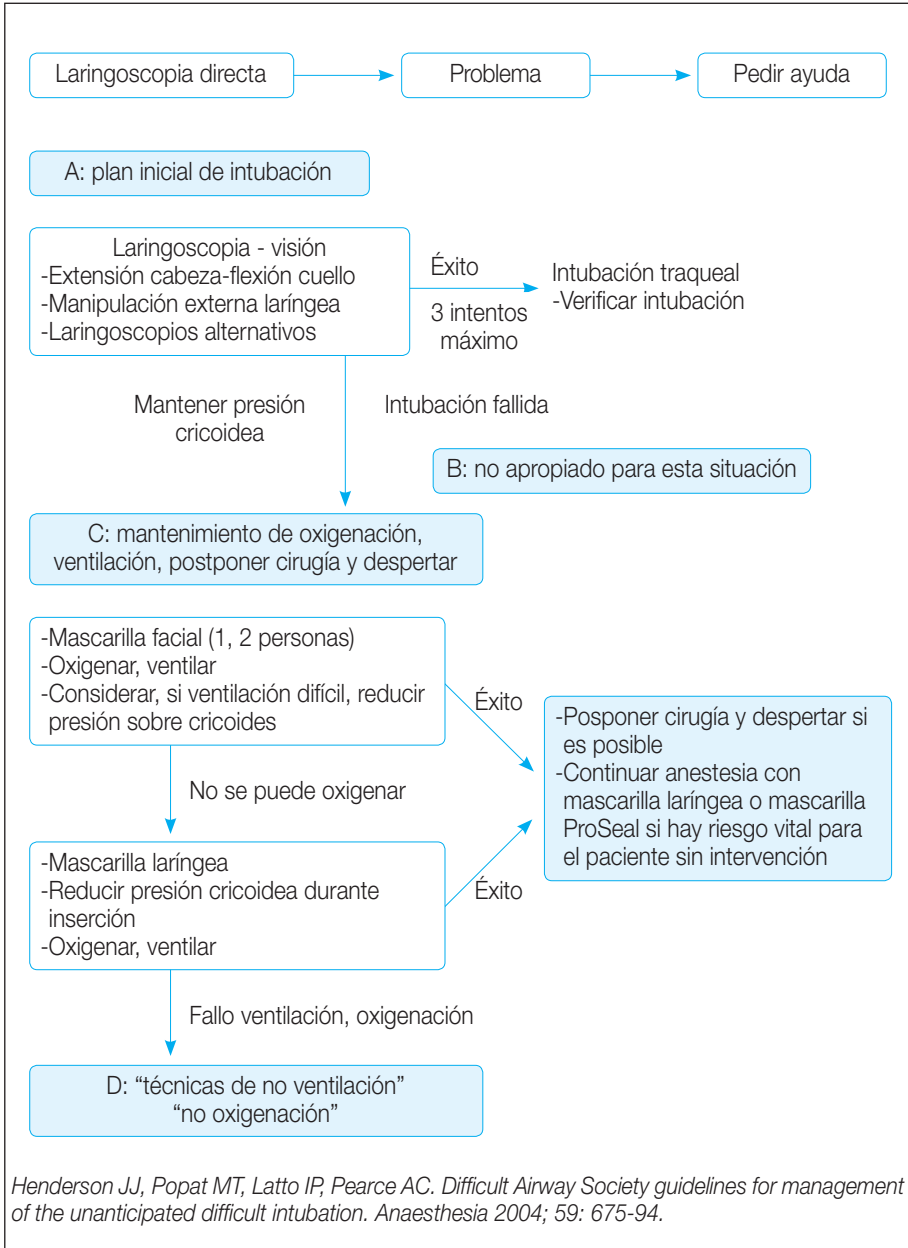 Laringoscopia directa
Problema
Pedir ayuda
A: plan inicial de intubación
Laringoscopia - visión
-Extensión cabeza-flexión cuello
-Manipulación externa laríngea
-Laringoscopios alternativos
Éxito
3 intentos
máximo
Intubación traqueal
-Verificar intubación
Mantener presión
cricoidea
Intubación fallida
B: no apropiado para esta situación
C: mantenimiento de oxigenación,
ventilación, postponer cirugía y despertar
-Mascarilla facial (1, 2 personas)
-Oxigenar, ventilar
-Considerar, si ventilación difícil, reducir
presión sobre cricoides
Éxito
-Posponer cirugía y despertar si
es posible
-Continuar anestesia con
mascarilla laríngea o mascarilla
ProSeal si hay riesgo vital para
el paciente sin intervención
No se puede oxigenar
-Mascarilla laríngea
-Reducir presión cricoidea durante
inserción
-Oxigenar, ventilar
Éxito
Fallo ventilación, oxigenación
D: “técnicas de no ventilación”
“no oxigenación”
Henderson JJ, Popat MT, Latto IP, Pearce AC. Difficult Airway Society guidelines for management
of the unanticipated difficult intubation. Anaesthesia 2004; 59: 675-94.